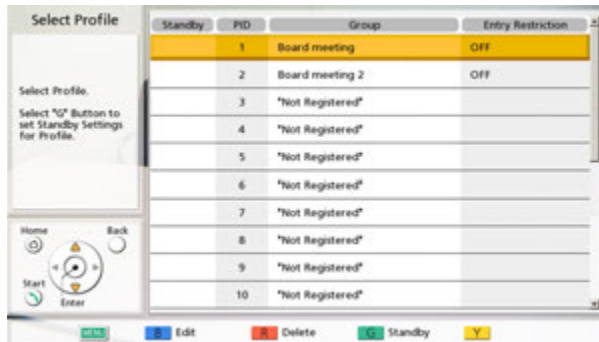 Select Profile
Standby PID Group Entry Restriction
1 Board meeting OFF
2 Board meeting 2 OFF
3 "Not Registered"
4 "Not Registered"
5 "Not Registered"
6 "Not Registered"
7 "Not Registered"
8 "Not Registered"
9 "Not Registered"
10 "Not Registered"
Select Profile.
Select "G" Button to
set Standby Settings
for Profile.
Home Back
Start
Enter
MENU B Edit R Delete G Standby Y